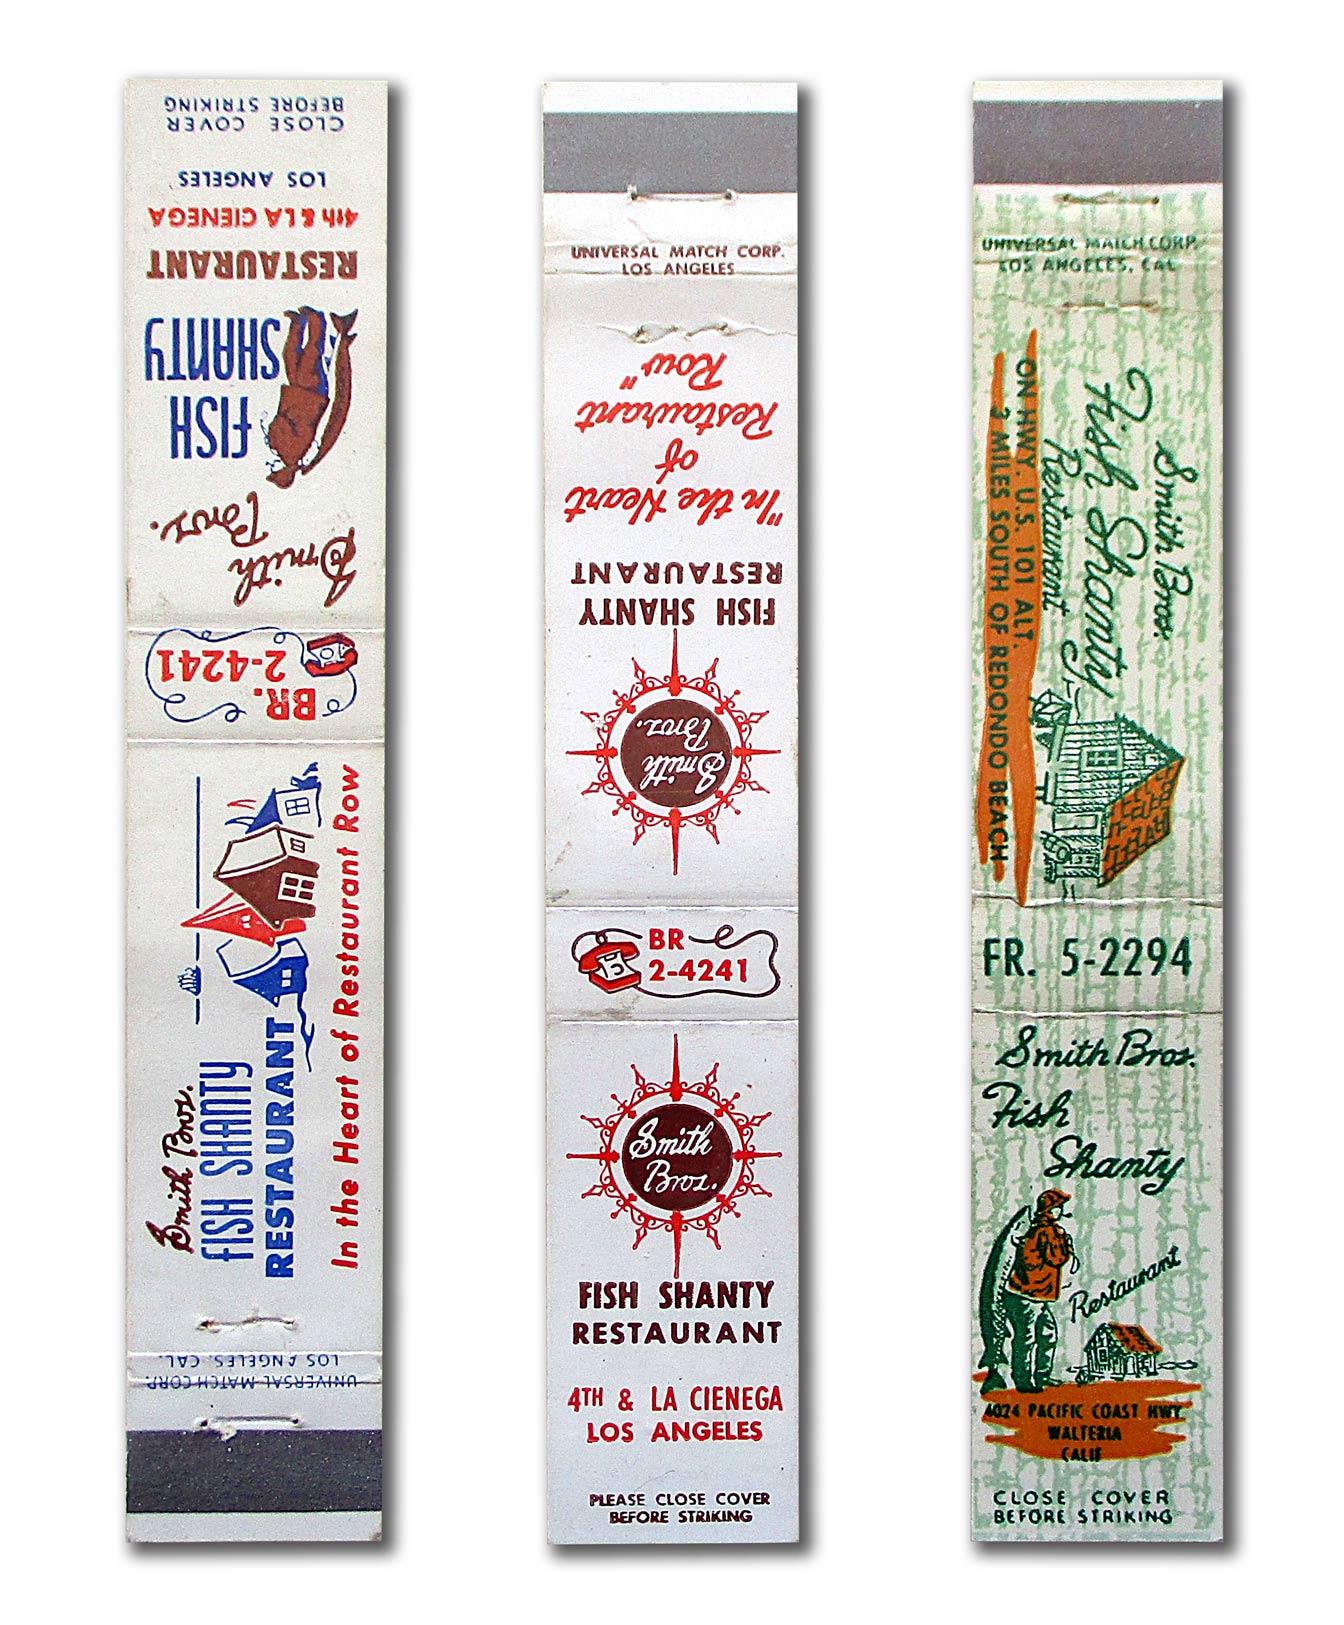 CLOSE COVER
BEFORE STRIKING
LOS ANGELES
4th & LA CIENEGA
RESTAURANT
FISH
SHANTY
Smith
Bros.
BR.
2-4241
Smith Bros.
FISH SHANTY
RESTAURANT
In the Heart of Restaurant Row
UNIVERSAL MATCH CORP.
LOS ANGELES, CAL.
UNIVERSAL MATCH CORP.
LOS ANGELES
"In the Heart
of
Restaurant
Row"
FISH SHANTY
RESTAURANT
Smith
Bros.
BR
2-4241
Smith
Bros.
FISH SHANTY
RESTAURANT
4TH & LA CIENEGA
LOS ANGELES
PLEASE CLOSE COVER
BEFORE STRIKING
UNIVERSAL MATCH CORP.
LOS ANGELES, CAL
Smith Bros.
Fish Shanty
Restaurant
ON HWY. U.S. 101 ALT.
3 MILES SOUTH OF REDONDO BEACH
FR. 5-2294
Smith Bros.
Fish
Shanty
Restaurant
4024 PACIFIC COAST HWY.
WALTERIA
CALIF
CLOSE COVER
BEFORE STRIKING